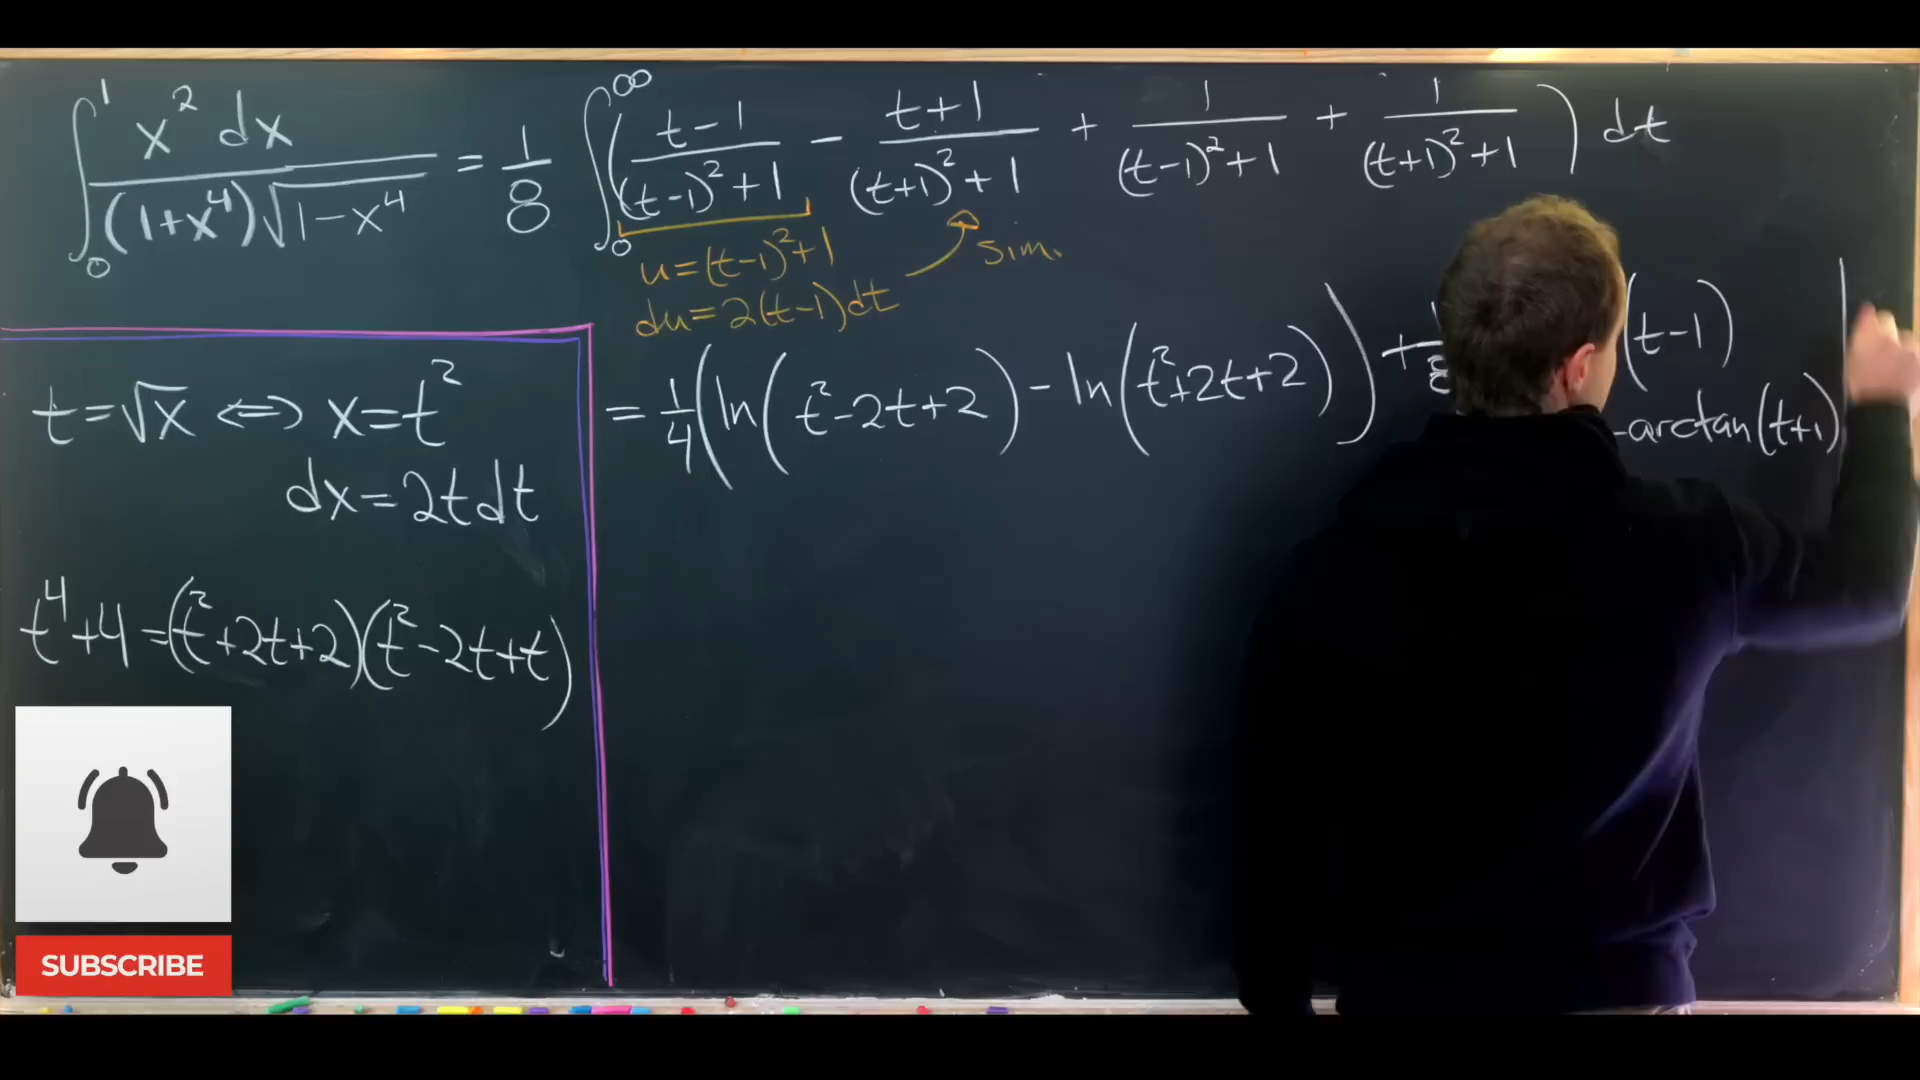 ∫₀¹ x² dx / ((1+x⁴)√(1-x⁴)) = 1/8 ∫₀^∞ ( (t-1)/((t-1)²+1) - (t+1)/((t+1)²+1) + 1/((t-1)²+1) + 1/((t+1)²+1) ) dt
u=(t-1)²+1
sim.
du=2(t-1)dt
= 1/4 ( ln(t²-2t+2) - ln(t²+2t+2) ) + (t-1)
arctan(t+1) |
t=√x ⟺ x=t²
dx=2tdt
t⁴+4=(t²+2t+2)(t²-2t+t)
SUBSCRIBE